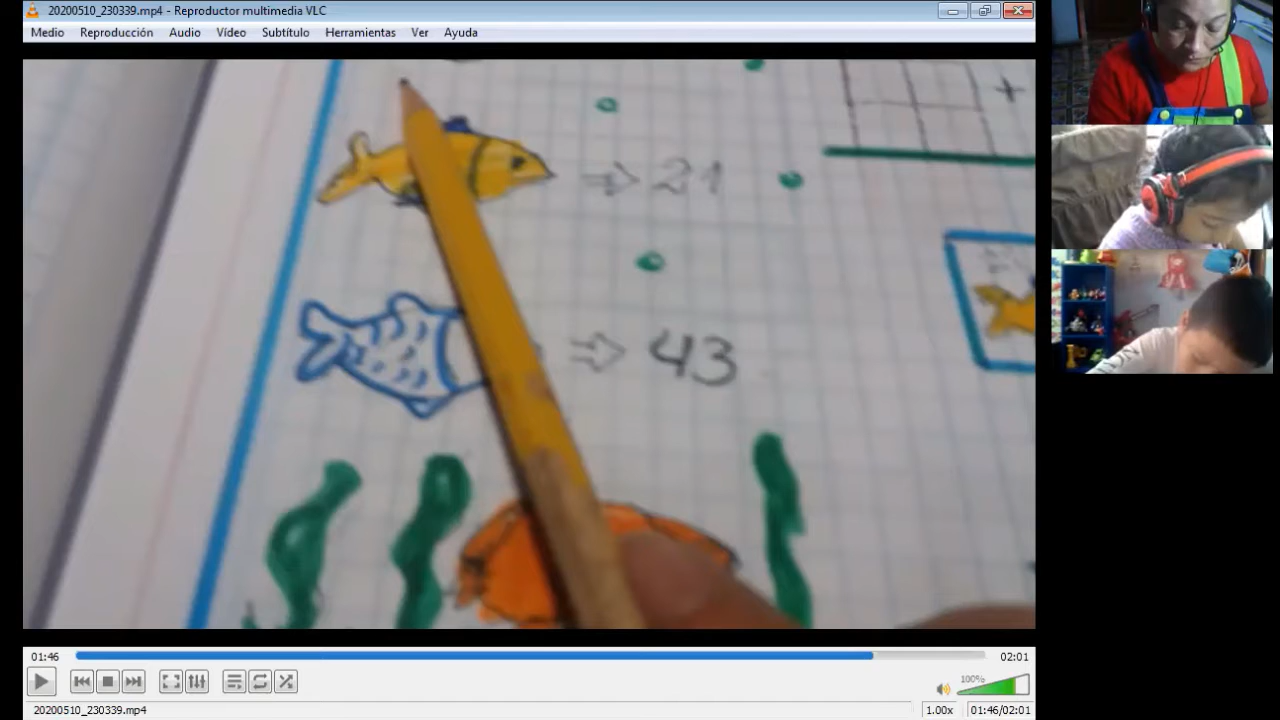 20200510_230339.mp4 - Reproductor multimedia VLC
Medio Reproducción Audio Vídeo Subtítulo Herramientas Ver Ayuda
+
⇒ 21
⇒ 43
01:46 02:01
100%
20200510_230339.mp4 1.00x 01:46/02:01